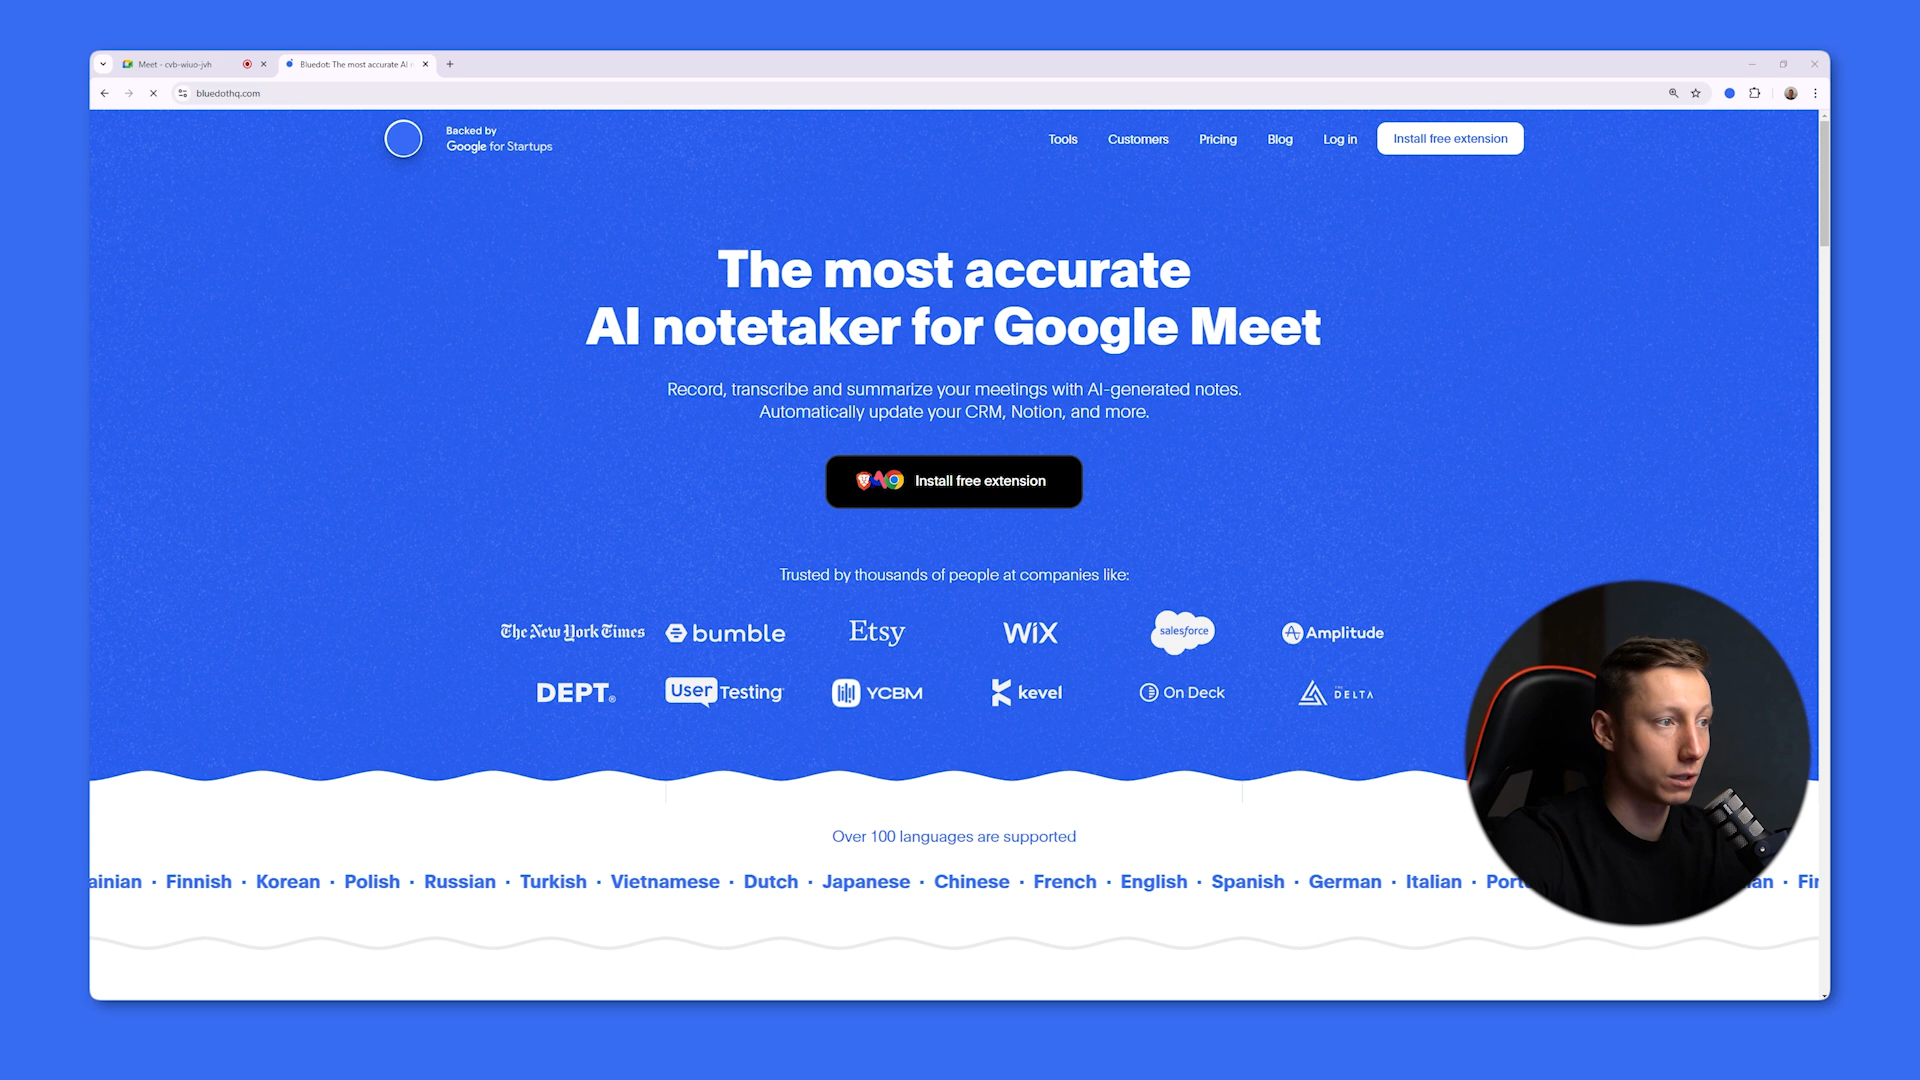 Meet - cvb-wiuo-jvh
Bluedot: The most accurate AI n
bluedothq.com
Backed by
Google for Startups
Tools
Customers
Pricing
Blog
Log in
Install free extension
The most accurate
AI notetaker for Google Meet
Record, transcribe and summarize your meetings with AI-generated notes.
Automatically update your CRM, Notion, and more.
Install free extension
Trusted by thousands of people at companies like:
The New York Times
bumble
Etsy
WiX
salesforce
Amplitude
DEPT®
UserTesting
YCBM
kevel
On Deck
THE DELTA
Over 100 languages are supported
ainian · Finnish · Korean · Polish · Russian · Turkish · Vietnamese · Dutch · Japanese · Chinese · French · English · Spanish · German · Italian · Port an · Fin